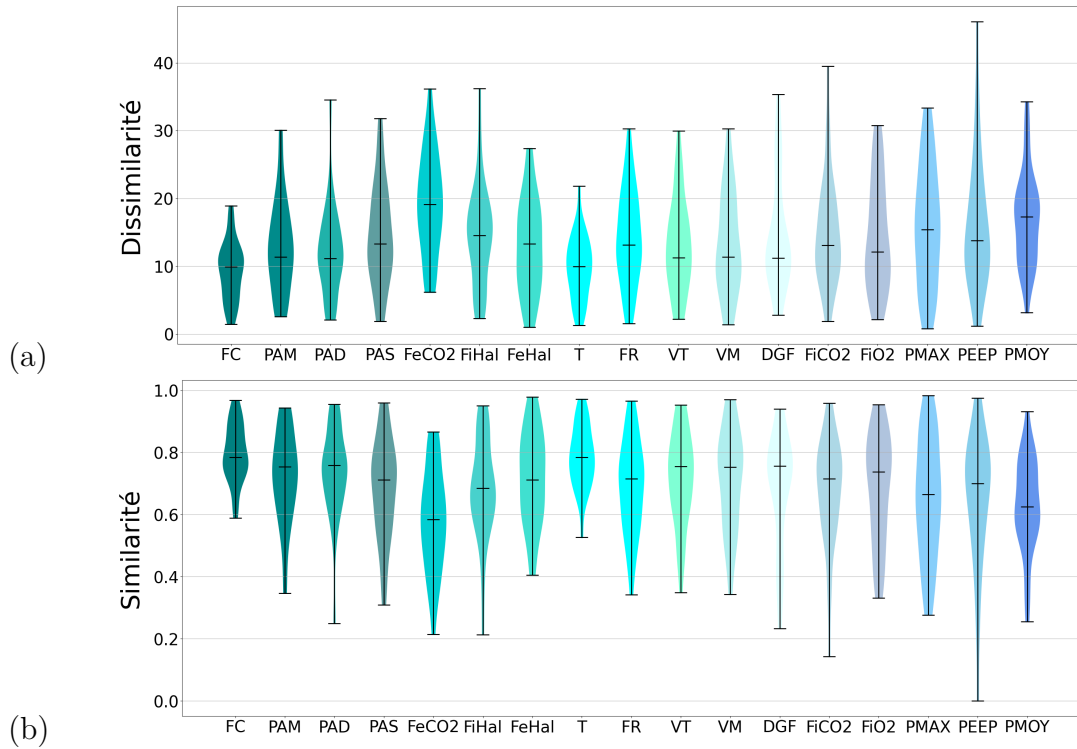 Dissimilarité
40
30
20
10
0
FC PAM PAD PAS FeCO2 FiHal FeHal T FR VT VM DGF FiCO2 FiO2 PMAX PEEP PMOY
(a)
Similarité
1.0
0.8
0.6
0.4
0.2
0.0
FC PAM PAD PAS FeCO2 FiHal FeHal T FR VT VM DGF FiCO2 FiO2 PMAX PEEP PMOY
(b)